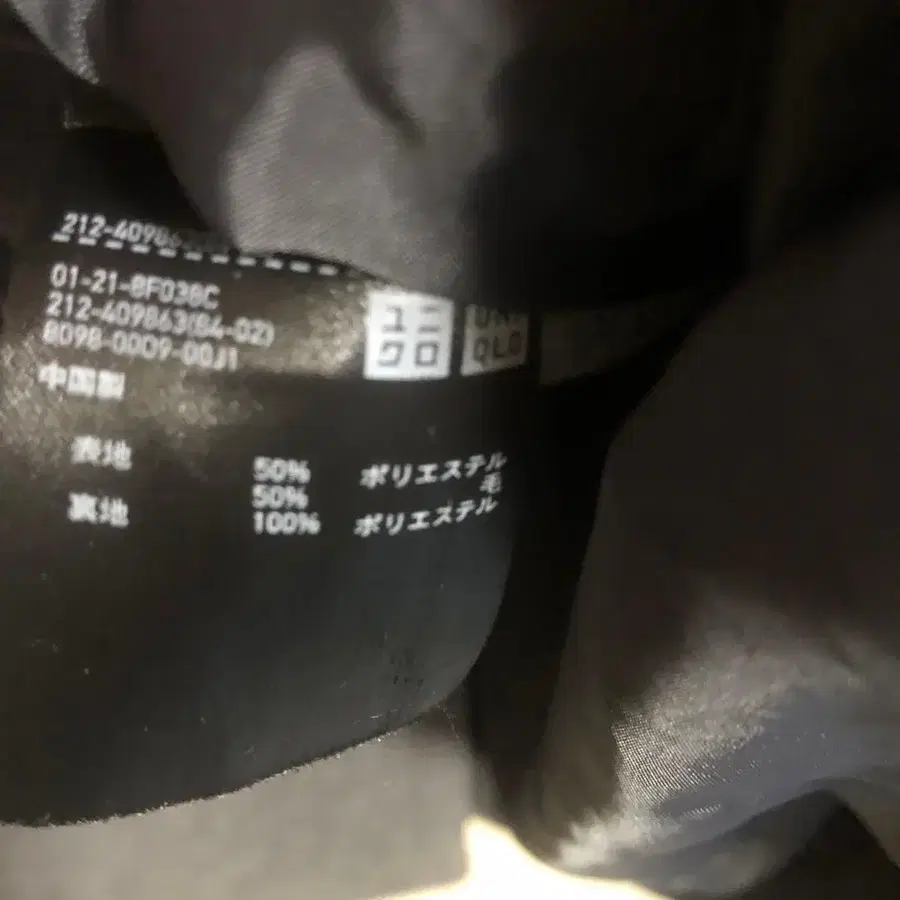 212-409863
01-21-8F038C
212-409863(84-02)
8098-0009-00J1
中国製
ユニ
クロ
UNI
QLO
表地 50% ポリエステル
50% 毛
裏地 100% ポリエステル